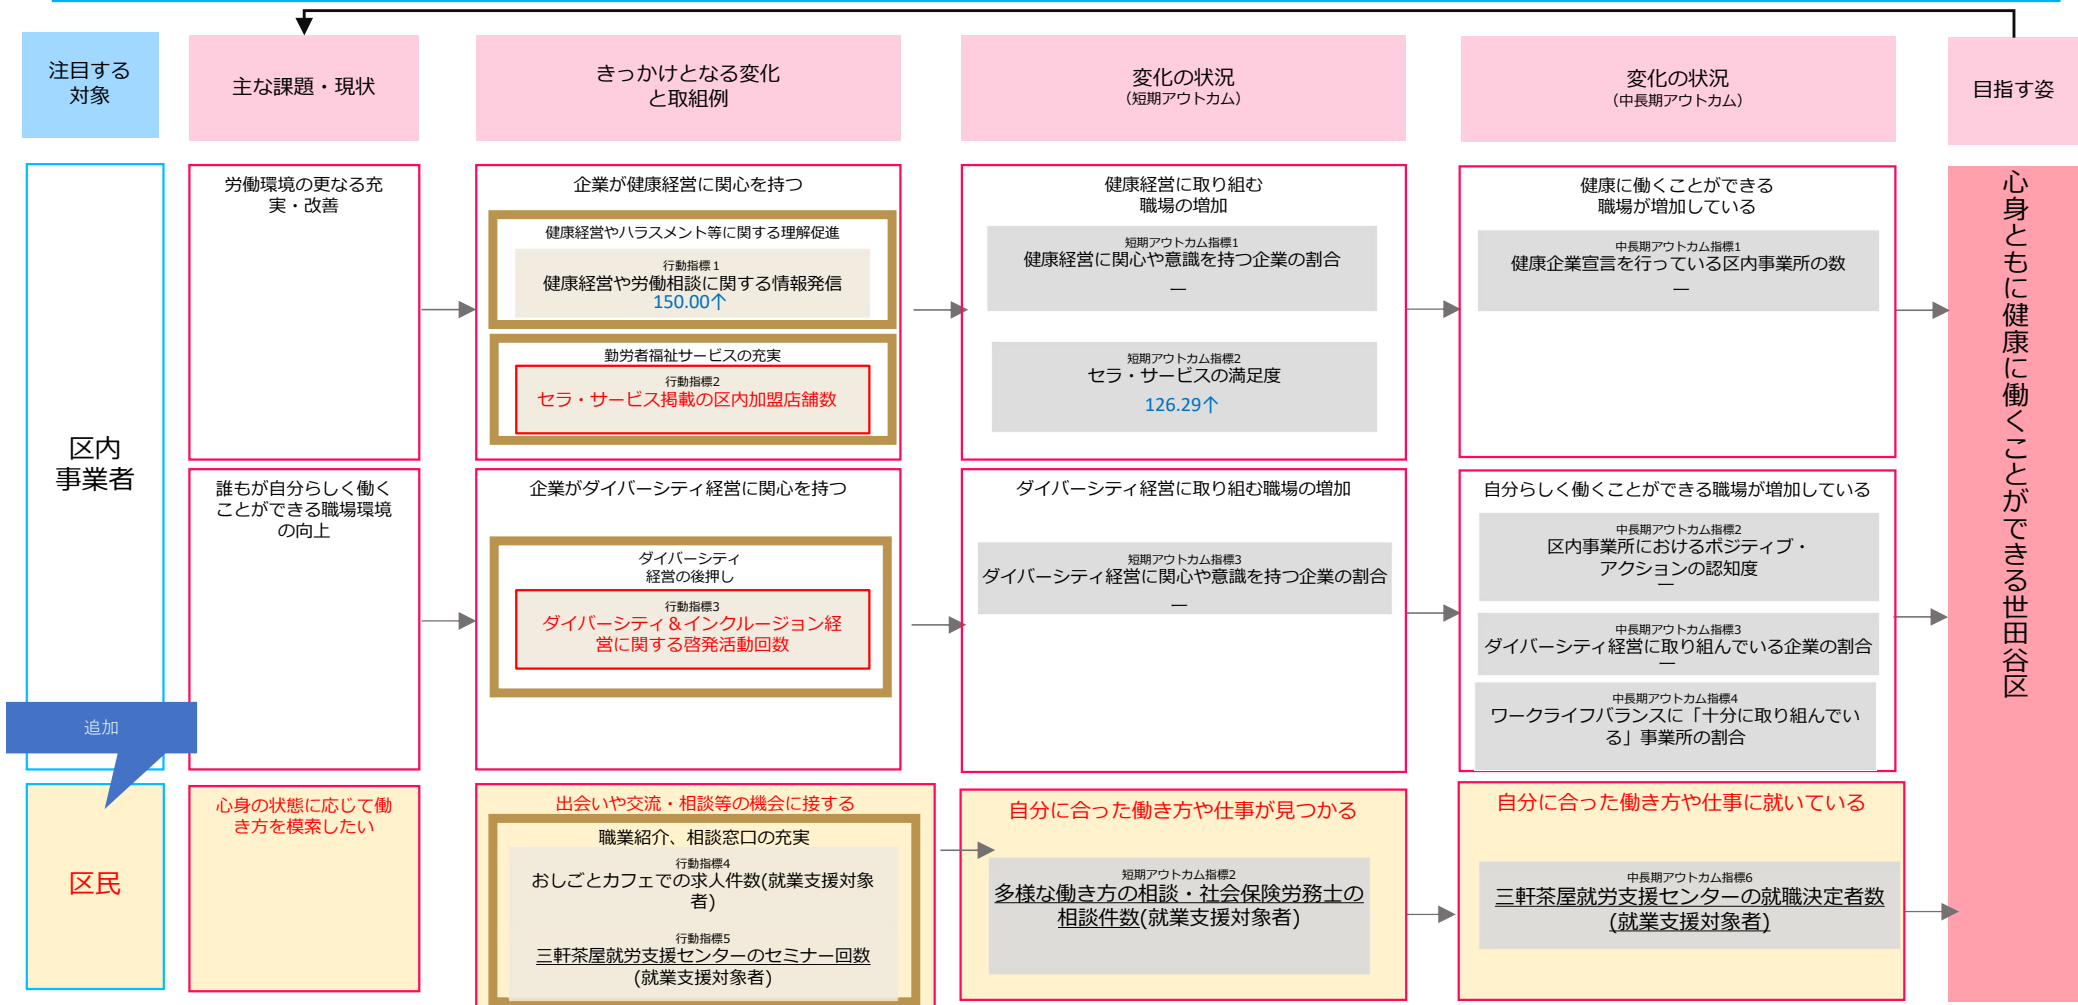 注目する
対象
主な課題・現状
きっかけとなる変化
と取組例
変化の状況
（短期アウトカム）
変化の状況
（中長期アウトカム）
目指す姿
区内
事業者
労働環境の更なる充
実・改善
企業が健康経営に関心を持つ
健康経営やハラスメント等に関する理解促進
行動指標１
健康経営や労働相談に関する情報発信
150.00↑
勤労者福祉サービスの充実
行動指標2
セラ・サービス掲載の区内加盟店舗数
健康経営に取り組む
職場の増加
短期アウトカム指標1
健康経営に関心や意識を持つ企業の割合
―
短期アウトカム指標2
セラ・サービスの満足度
126.29↑
健康に働くことができる
職場が増加している
中長期アウトカム指標1
健康企業宣言を行っている区内事業所の数
―
心身ともに健康に働くことができる世田谷区
誰もが自分らしく働く
ことができる職場環境
の向上
企業がダイバーシティ経営に関心を持つ
ダイバーシティ
経営の後押し
行動指標3
ダイバーシティ＆インクルージョン経
営に関する啓発活動回数
ダイバーシティ経営に取り組む職場の増加
短期アウトカム指標3
ダイバーシティ経営に関心や意識を持つ企業の割合
―
自分らしく働くことができる職場が増加している
中長期アウトカム指標2
区内事業所におけるポジティブ・
アクションの認知度
―
中長期アウトカム指標3
ダイバーシティ経営に取り組んでいる企業の割合
―
中長期アウトカム指標4
ワークライフバランスに「十分に取り組んでい
る」事業所の割合
追加
区民
心身の状態に応じて働
き方を模索したい
出会いや交流・相談等の機会に接する
職業紹介、相談窓口の充実
行動指標4
おしごとカフェでの求人件数(就業支援対象
者)
行動指標5
三軒茶屋就労支援センターのセミナー回数
(就業支援対象者)
自分に合った働き方や仕事が見つかる
短期アウトカム指標2
多様な働き方の相談・社会保険労務士の
相談件数(就業支援対象者)
自分に合った働き方や仕事に就いている
中長期アウトカム指標6
三軒茶屋就労支援センターの就職決定者数
(就業支援対象者)